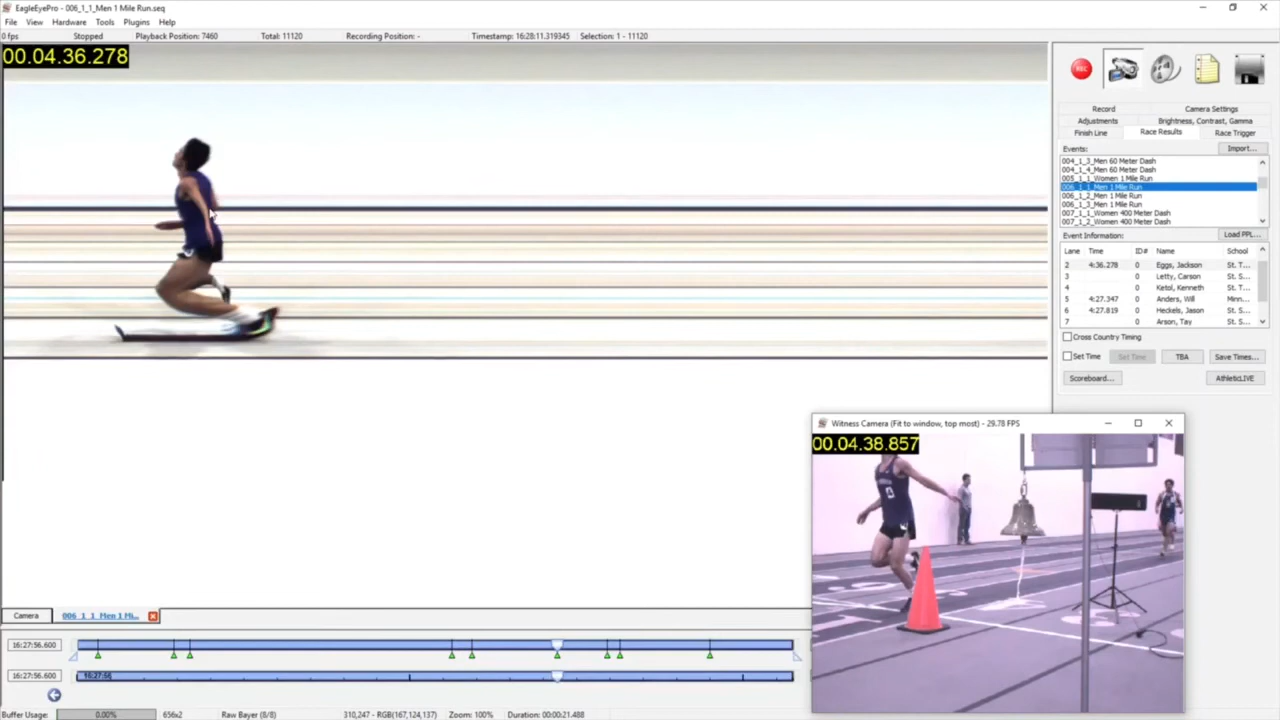 EagleEyePro - 006_1_1_Men 1 Mile Run.seq
File View Hardware Tools Plugins Help
0 fps Stopped Playback Position: 7460 Total: 11120 Recording Position: - Timestamp: 16:28:11.319345 Selection: 1 - 11120
00.04.36.278
REC
Record Camera Settings
Adjustments Brightness, Contrast, Gamma
Finish Line Race Results Race Trigger
Events: Import...
004_1_3_Men 60 Meter Dash
004_1_4_Men 60 Meter Dash
005_1_1_Women 1 Mile Run
006_1_1_Men 1 Mile Run
006_1_2_Men 1 Mile Run
006_1_3_Men 1 Mile Run
007_1_1_Women 400 Meter Dash
007_1_2_Women 400 Meter Dash
Event Information: Load PPL...
Lane Time ID# Name School
2 4:36.278 0 Eggs, Jackson St. T...
3 0 Letty, Carson St. S...
4 0 Ketol, Kenneth St. T...
5 4:27.347 0 Anders, Will Minn...
6 4:27.819 0 Heckels, Jason St. S...
7 0 Arson, Tay St. S...
Cross Country Timing
Set Time Set Time TBA Save Times...
Scoreboard... AthleticLIVE
Witness Camera (Fit to window, top most) - 29.78 FPS
00.04.38.857
Camera 006_1_1_Men 1 Mi...
16:27:56.600
16:27:56.600 16:27:56
Buffer Usage: 0.00% 656x2 Raw Bayer (8/8) 310,247 - RGB(167,124,137) Zoom: 100% Duration: 00:00:21.488